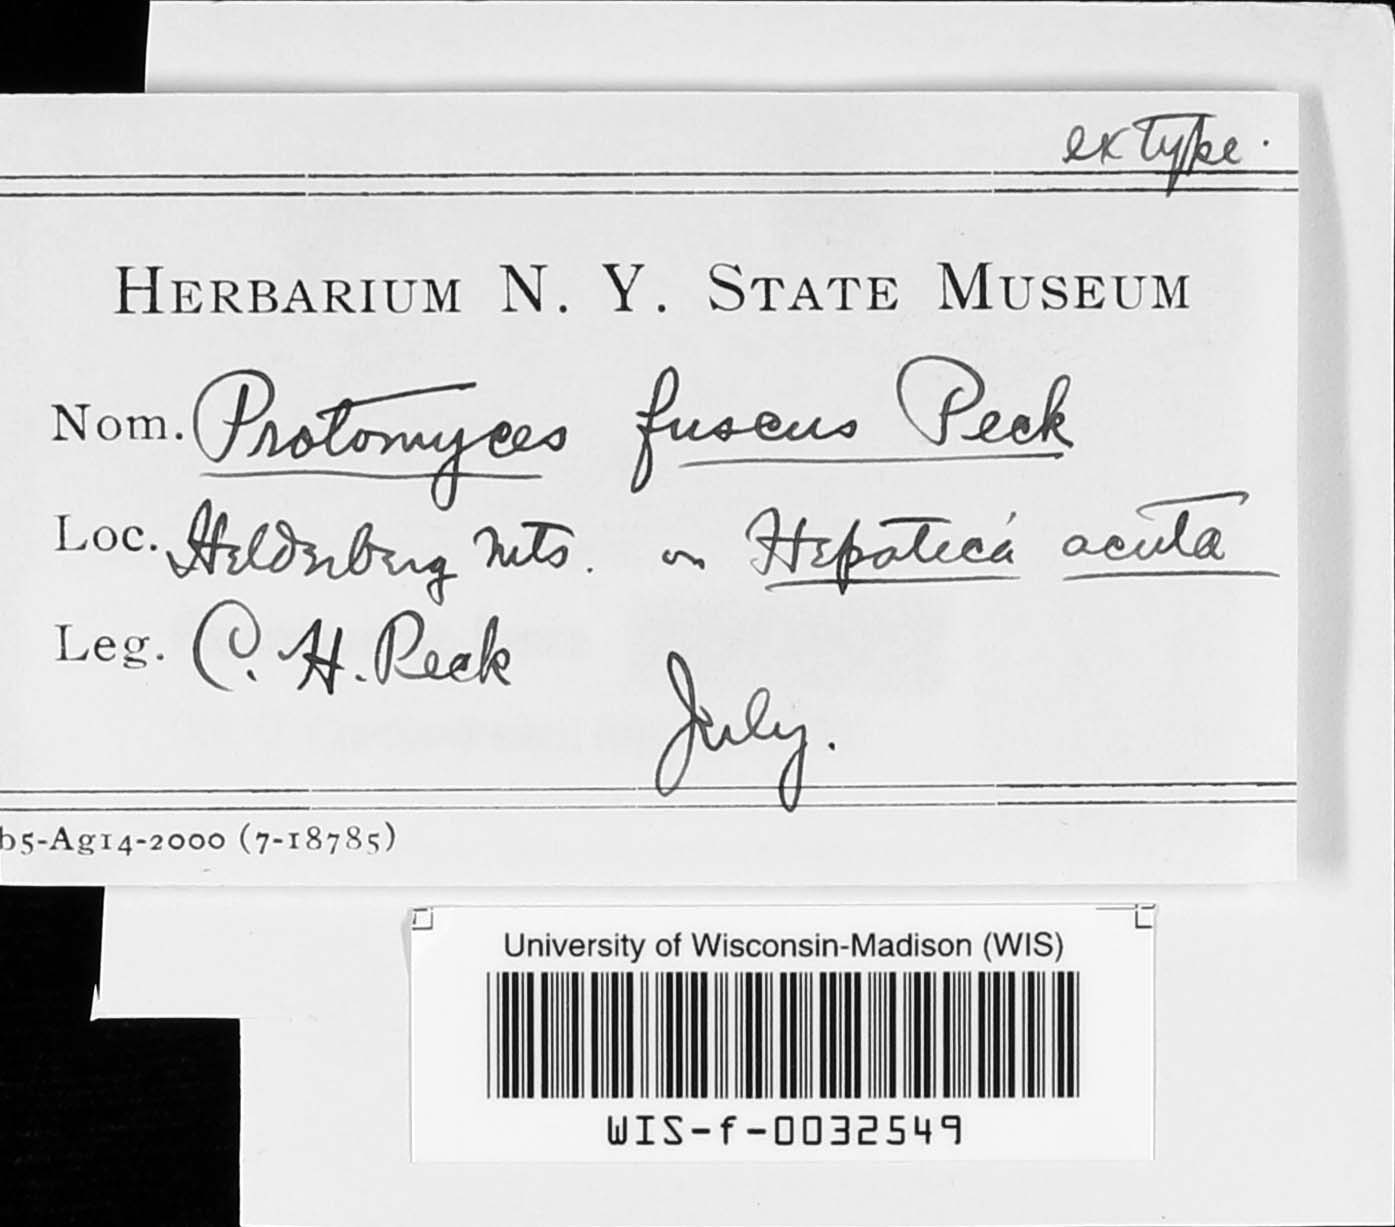 ex type.
HERBARIUM N. Y. STATE MUSEUM
Nom. Protomyces fuscus Peck
Loc. Helderberg Mts. on Hepatica acuta
Leg. C. H. Peck
July.
b5-Ag14-2000 (7-18785)
University of Wisconsin-Madison (WIS)
WIS-f-0032549